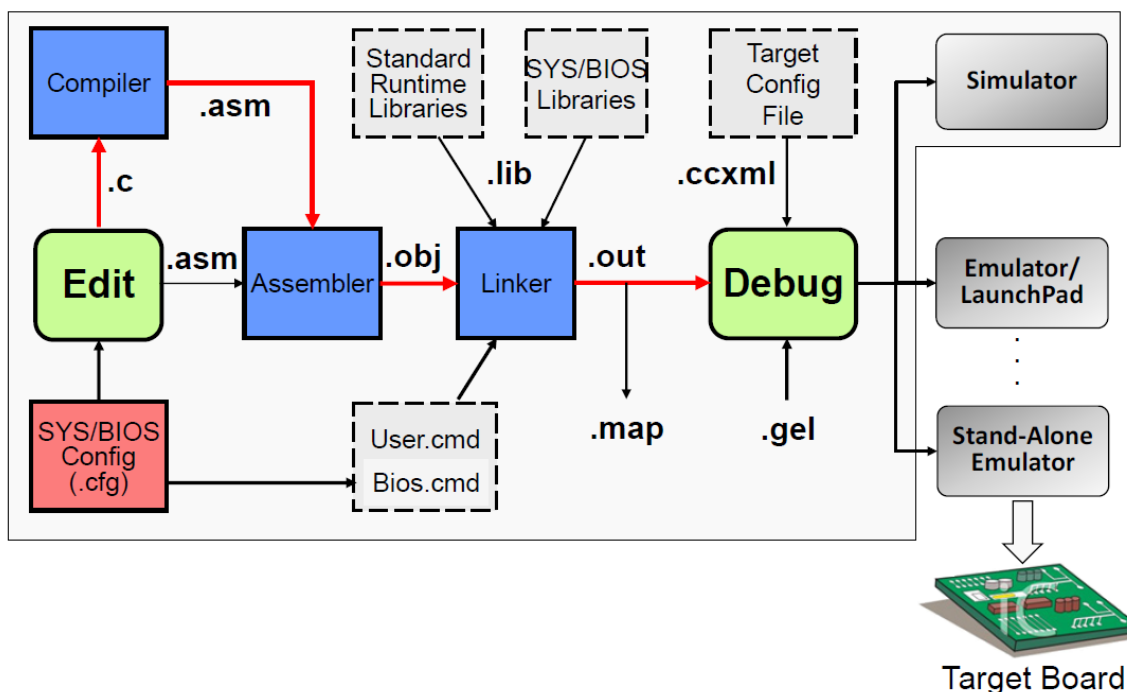 Compiler
.asm
.c
Standard
Runtime
Libraries
SYS/BIOS
Libraries
.lib
Target
Config
File
.ccxml
Simulator
Edit
.asm
Assembler
.obj
Linker
.out
Debug
Emulator/
LaunchPad
.
.
.
SYS/BIOS
Config
(.cfg)
User.cmd
Bios.cmd
.map
.gel
Stand-Alone
Emulator
TC
Target Board